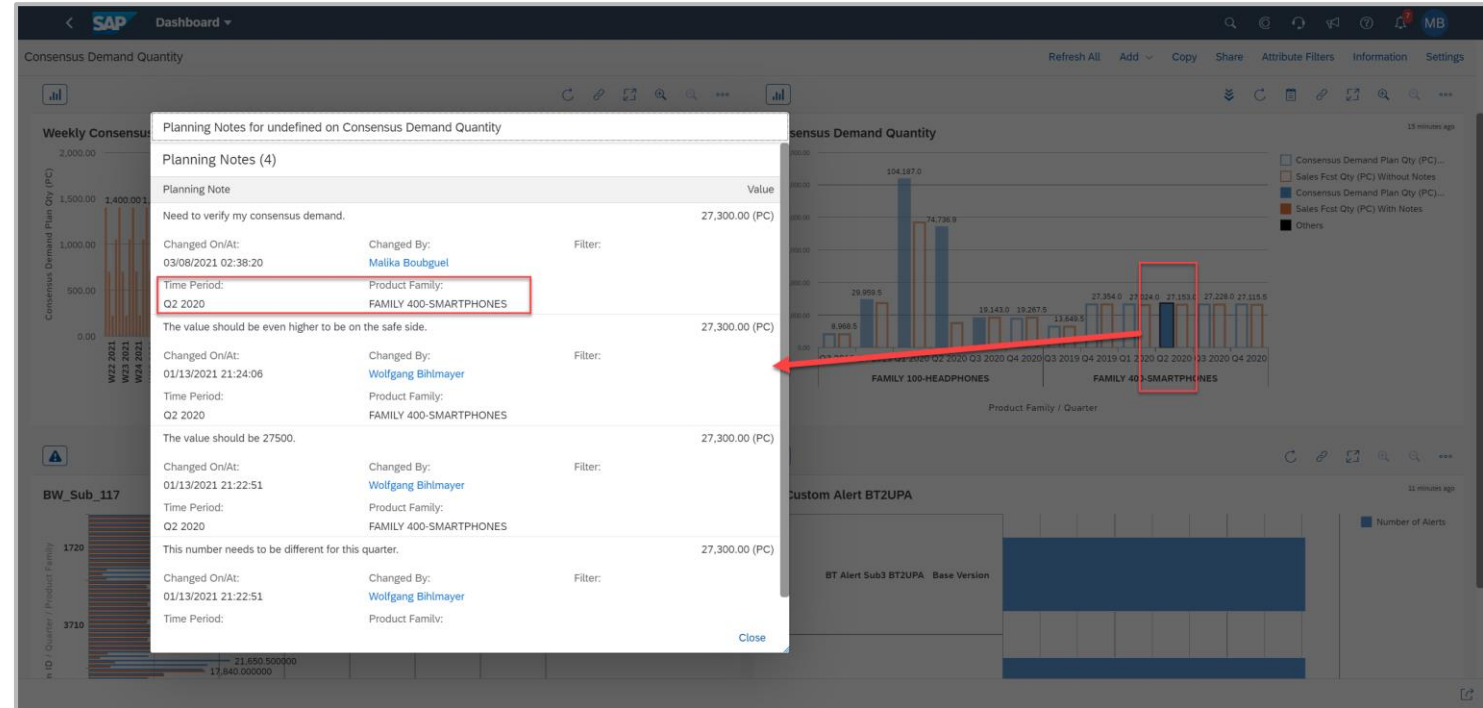 SAP Dashboard
7
MB
Consensus Demand Quantity
Refresh All Add Copy Share Attribute Filters Information Settings
Weekly Consensus
2,000.00
1,500.00
1,000.00
500.00
0.00
Consensus Demand Plan Qty (PC)
1,400.00
W22 2021
W23 2021
W24 2021
Planning Notes for undefined on Consensus Demand Quantity
Planning Notes (4)
Planning Note Value
Need to verify my consensus demand. 27,300.00 (PC)
Changed On/At: Changed By: Filter:
03/08/2021 02:38:20 Malika Boubguel
Time Period: Product Family:
Q2 2020 FAMILY 400-SMARTPHONES
The value should be even higher to be on the safe side. 27,300.00 (PC)
Changed On/At: Changed By: Filter:
01/13/2021 21:24:06 Wolfgang Bihlmayer
Time Period: Product Family:
Q2 2020 FAMILY 400-SMARTPHONES
The value should be 27500. 27,300.00 (PC)
Changed On/At: Changed By: Filter:
01/13/2021 21:22:51 Wolfgang Bihlmayer
Time Period: Product Family:
Q2 2020 FAMILY 400-SMARTPHONES
This number needs to be different for this quarter. 27,300.00 (PC)
Changed On/At: Changed By: Filter:
01/13/2021 21:22:51 Wolfgang Bihlmayer
Time Period: Product Family:
Close
sensus Demand Quantity
15 minutes ago
104,187.0
74,736.9
29,959.5
8,968.5
19,143.0 19,267.5
13,649.5
27,354.0 27,024.0 27,153.0 27,228.0 27,115.5
Q2 2020 Q3 2020 Q4 2020 Q3 2019 Q4 2019 Q1 2020 Q2 2020 Q3 2020 Q4 2020
FAMILY 100-HEADPHONES FAMILY 400-SMARTPHONES
Product Family / Quarter
Consensus Demand Plan Qty (PC)...
Sales Fcst Qty (PC) Without Notes
Consensus Demand Plan Qty (PC)...
Sales Fcst Qty (PC) With Notes
Others
BW_Sub_117
1720
3710
n ID / Quarter / Product Family
21,650.500000
17,840.000000
Custom Alert BT2UPA
11 minutes ago
Number of Alerts
BT Alert Sub3 BT2UPA Base Version